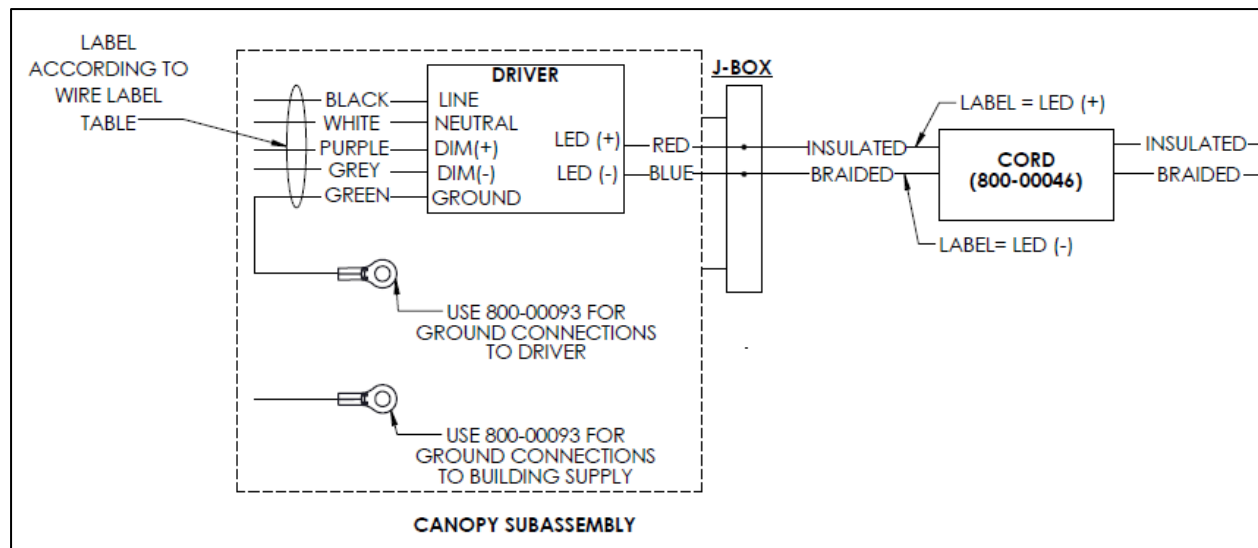 LABEL
ACCORDING TO
WIRE LABEL
TABLE
BLACK
WHITE
PURPLE
GREY
GREEN
DRIVER
LINE
NEUTRAL
DIM(+)
DIM(-)
GROUND
LED (+)
LED (-)
RED
BLUE
J-BOX
INSULATED
BRAIDED
LABEL = LED (+)
CORD
(800-00046)
LABEL= LED (-)
INSULATED
BRAIDED
USE 800-00093 FOR
GROUND CONNECTIONS
TO DRIVER
USE 800-00093 FOR
GROUND CONNECTIONS
TO BUILDING SUPPLY
CANOPY SUBASSEMBLY